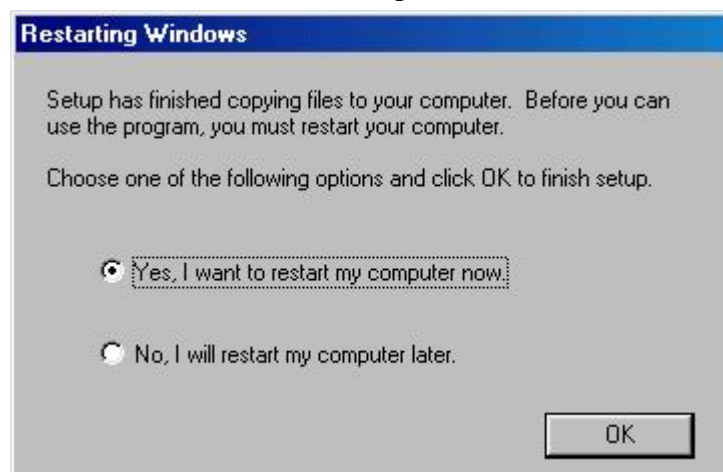 Restarting Windows
Setup has finished copying files to your computer. Before you can
use the program, you must restart your computer.
Choose one of the following options and click OK to finish setup.
Yes, I want to restart my computer now.
No, I will restart my computer later.
OK